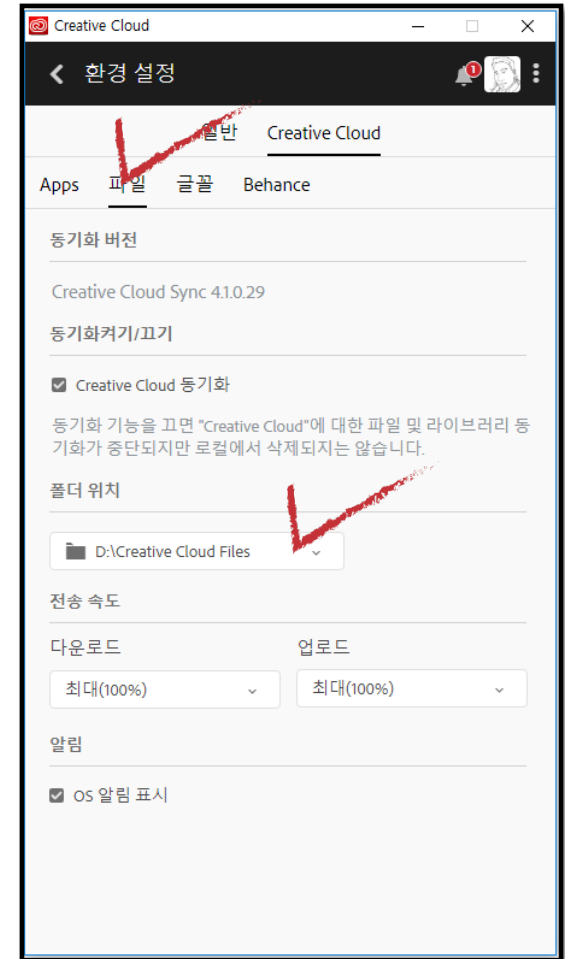 Creative Cloud
환경 설정
1
일반 Creative Cloud
Apps 파일 글꼴 Behance
동기화 버전
Creative Cloud Sync 4.1.0.29
동기화켜기/끄기
Creative Cloud 동기화
동기화 기능을 끄면 "Creative Cloud"에 대한 파일 및 라이브러리 동
기화가 중단되지만 로컬에서 삭제되지는 않습니다.
폴더 위치
D:\Creative Cloud Files
전송 속도
다운로드 업로드
최대(100%) 최대(100%)
알림
OS 알림 표시